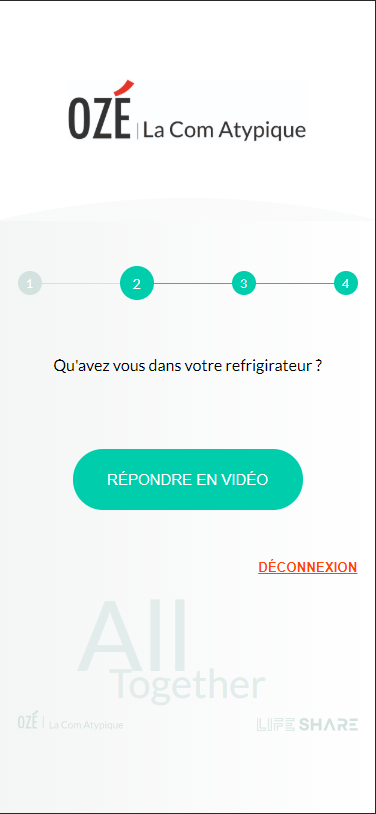 OZÉ | La Com Atypique
1 2 3 4
Qu'avez vous dans votre refrigirateur ?
RÉPONDRE EN VIDÉO
DÉCONNEXION
All
Together
OZÉ | La Com Atypique LIFE SHARE